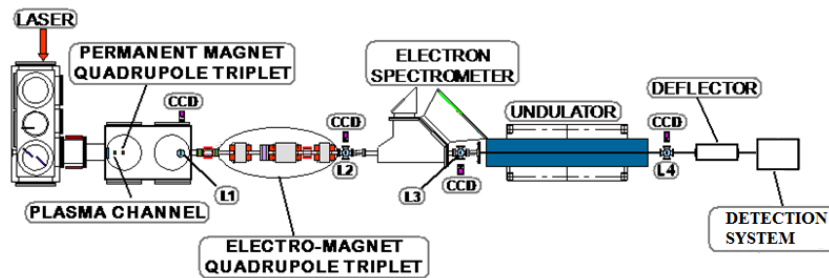 LASER
PERMANENT MAGNET
QUADRUPOLE TRIPLET
CCD
ELECTRON
SPECTROMETER
CCD
UNDULATOR
CCD
DEFLECTOR
L1
L2
L3
CCD
L4
PLASMA CHANNEL
ELECTRO-MAGNET
QUADRUPOLE TRIPLET
DETECTION
SYSTEM